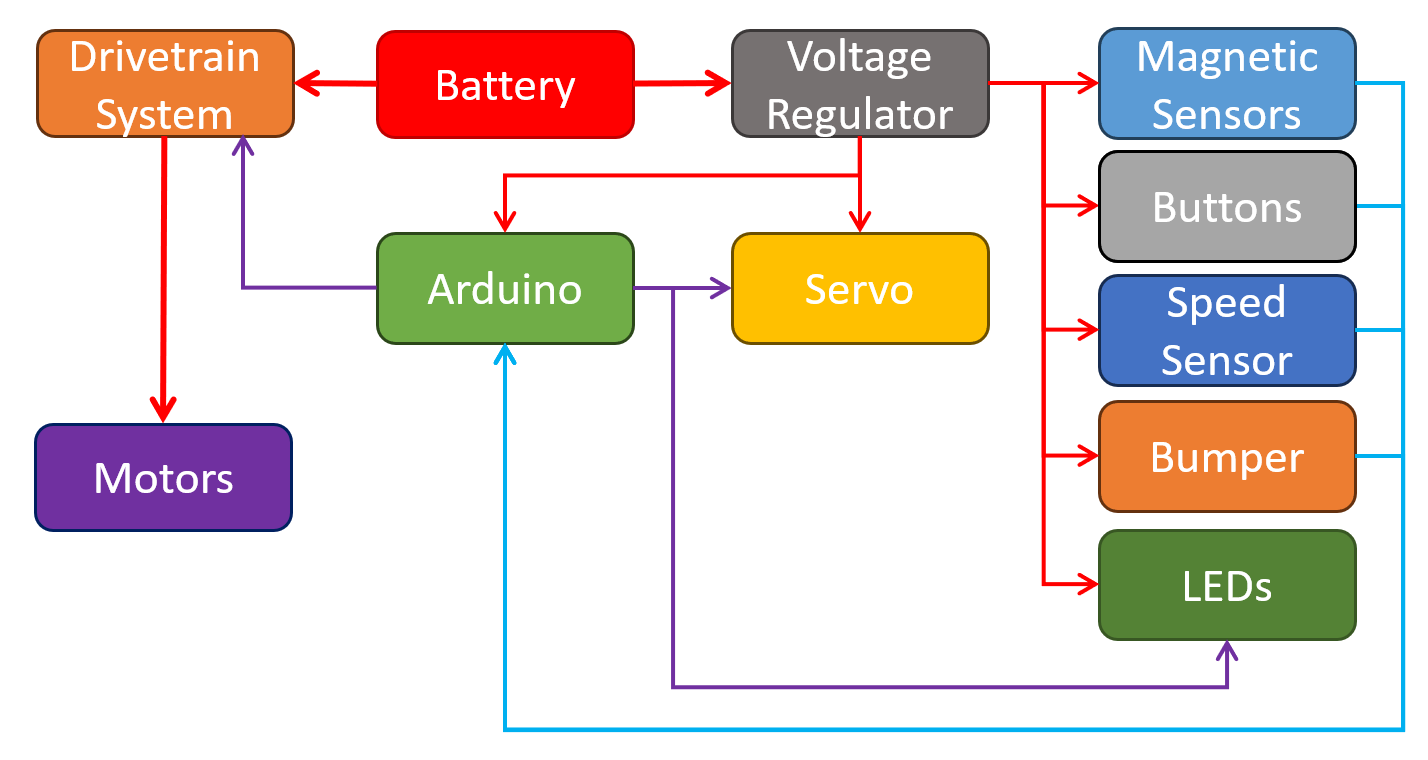 Drivetrain
System
Battery
Voltage
Regulator
Magnetic
Sensors
Buttons
Arduino
Servo
Speed
Sensor
Motors
Bumper
LEDs